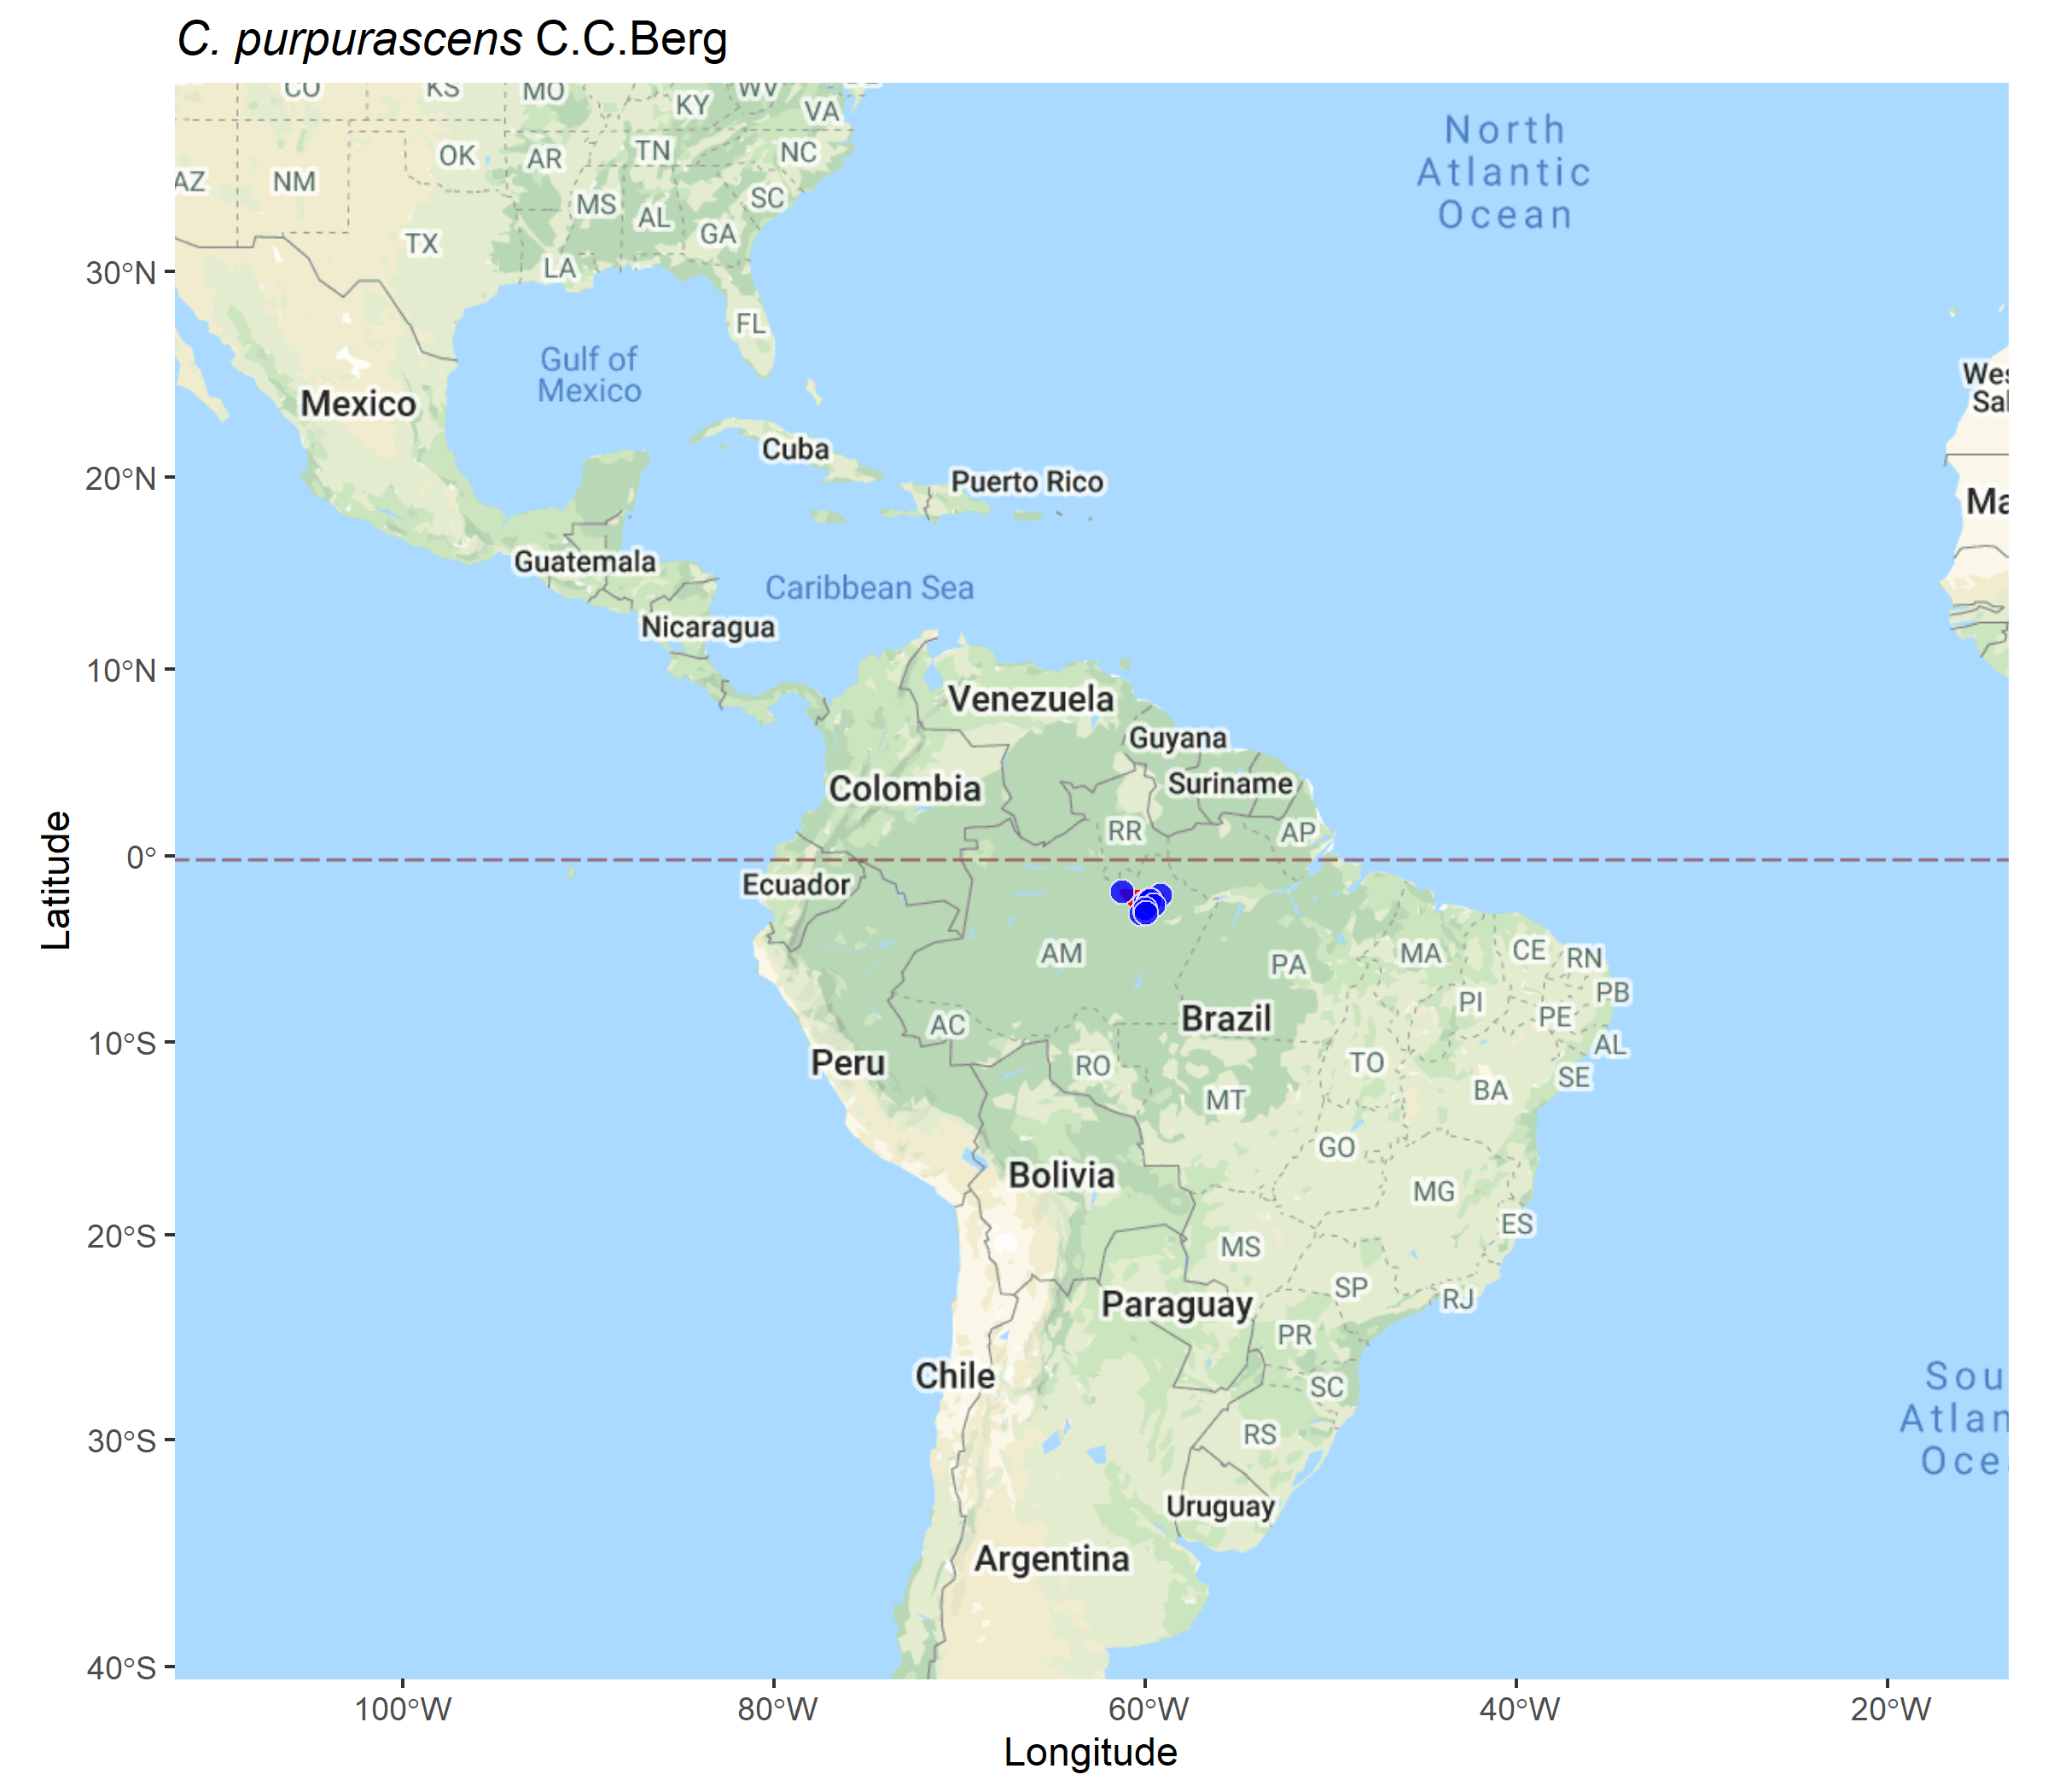 C. purpurascens C.C.Berg
CO
KS
MO
KY
WV
VA
OK
AR
TN
NC
AZ
NM
MS
AL
SC
GA
TX
LA
FL
North
Atlantic
Ocean
30°N
Gulf of
Mexico
Mexico
Cuba
Wes
Sal
20°N
Puerto Rico
Ma
Guatemala
Caribbean Sea
Nicaragua
10°N
Venezuela
Guyana
Colombia
Suriname
RR
AP
0°
Ecuador
Latitude
AM
PA
MA
CE
RN
PI
PB
PE
AC
Brazil
10°S
AL
Peru
RO
TO
SE
MT
BA
GO
Bolivia
MG
20°S
ES
MS
SP
RJ
Paraguay
PR
Chile
SC
Sou
Atlan
Oce
30°S
RS
Uruguay
Argentina
40°S
100°W
80°W
60°W
40°W
20°W
Longitude